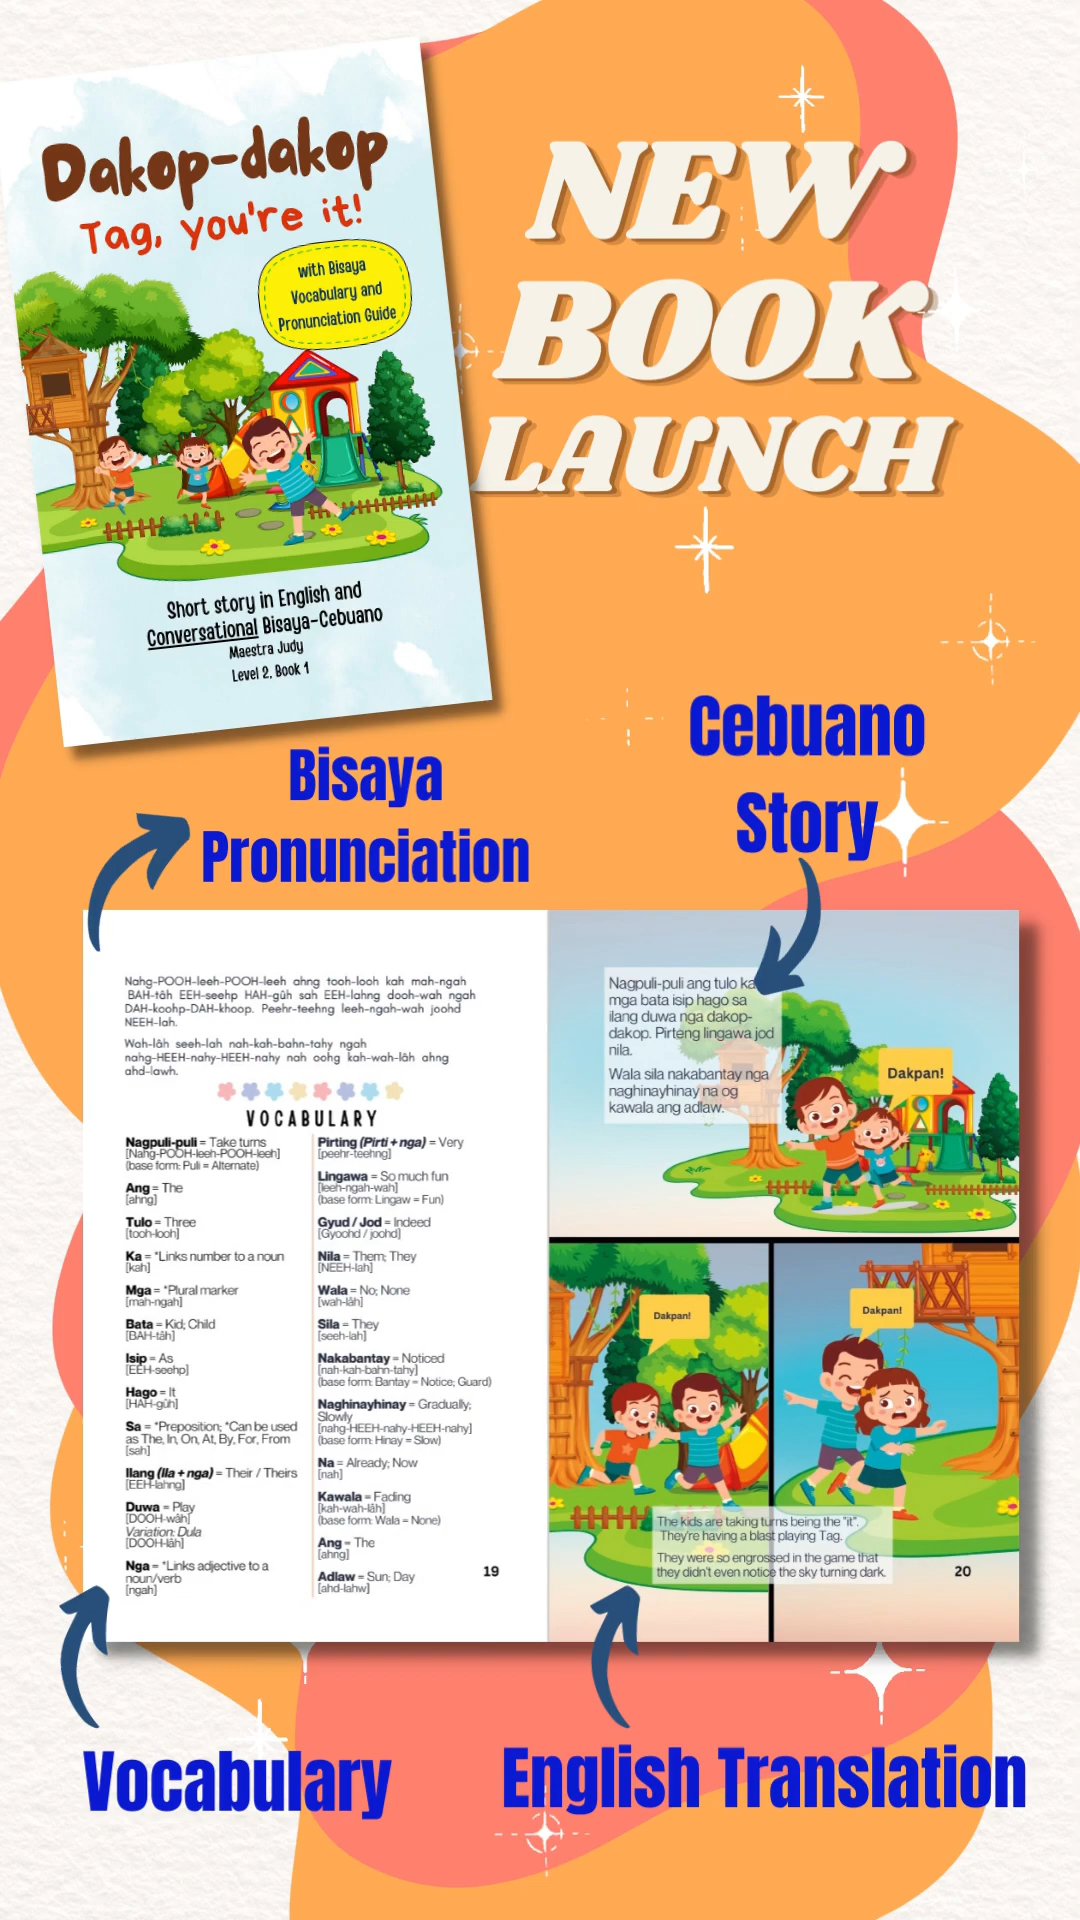 Dakop-dakop
Tag, you're it!
with Bisaya
Vocabulary and
Pronunciation Guide
Short story in English and
Conversational Bisaya-Cebuano
Maestra Judy
Level 2, Book 1
NEW
BOOK
LAUNCH
Bisaya
Pronunciation
Cebuano
Story
Nahg-POOH-leeh-POOH-leeh ahng tooh-looh kah mah-ngah
BAH-tâh EEH-seehp HAH-gûh sah EEH-lahng dooh-wah ngah
DAH-koohp-DAH-khoop. Peehr-teehng leeh-ngah-wah joohd
NEEH-lah.
Wah-lâh seeh-lah nah-kah-bahn-tahy ngah
nahg-HEEH-nahy-HEEH-nahy nah oohg kah-wah-lâh ahng
ahd-lawh.
VOCABULARY
Nagpuli-puli = Take turns
[Nahg-POOH-leeh-POOH-leeh]
(base form: Puli = Alternate)
Ang = The
[ahng]
Tulo = Three
[tooh-looh]
Ka = *Links number to a noun
[kah]
Mga = *Plural marker
[mah-ngah]
Bata = Kid; Child
[BAH-tâh]
Isip = As
[EEH-seehp]
Hago = It
[HAH-gûh]
Sa = *Preposition; *Can be used
as The, In, On, At, By, For, From
[sah]
Ilang (Ila + nga) = Their / Theirs
[EEH-lahng]
Duwa = Play
[DOOH-wâh]
Variation: Dula
[DOOH-lâh]
Nga = *Links adjective to a
noun/verb
[ngah]
Pirting (Pirti + nga) = Very
[peehr-teehng]
Lingawa = So much fun
[leeh-ngah-wah]
(base form: Lingaw = Fun)
Gyud / Jod = Indeed
[Gyoohd / joohd]
Nila = Them; They
[NEEH-lah]
Wala = No; None
[wah-lâh]
Sila = They
[seeh-lah]
Nakabantay = Noticed
[nah-kah-bahn-tahy]
(base form: Bantay = Notice; Guard)
Naghinayhinay = Gradually;
Slowly
[nahg-HEEH-nahy-HEEH-nahy]
(base form: Hinay = Slow)
Na = Already; Now
[nah]
Kawala = Fading
[kah-wah-lâh]
(base form: Wala = None)
Ang = The
[ahng]
Adlaw = Sun; Day
[ahd-lahw]
19
Nagpuli-puli ang tulo ka
mga bata isip hago sa
ilang duwa nga dakop-
dakop. Pirteng lingawa jod
nila.
Wala sila nakabantay nga
naghinayhinay na og
kawala ang adlaw.
Dakpan!
Dakpan!
Dakpan!
The kids are taking turns being the "it".
They're having a blast playing Tag.
They were so engrossed in the game that
they didn't even notice the sky turning dark.
20
Vocabulary
English Translation